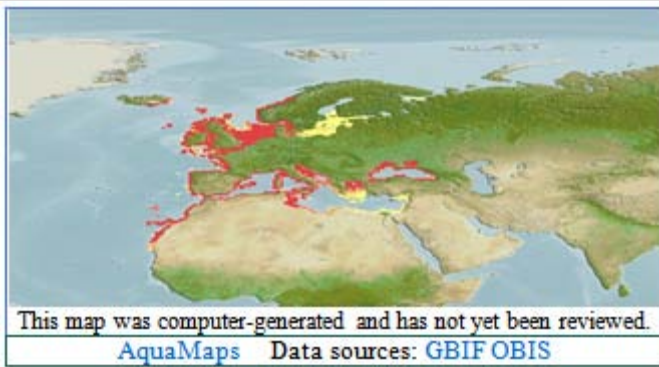 This map was computer-generated and has not yet been reviewed.
AquaMaps Data sources: GBIF OBIS